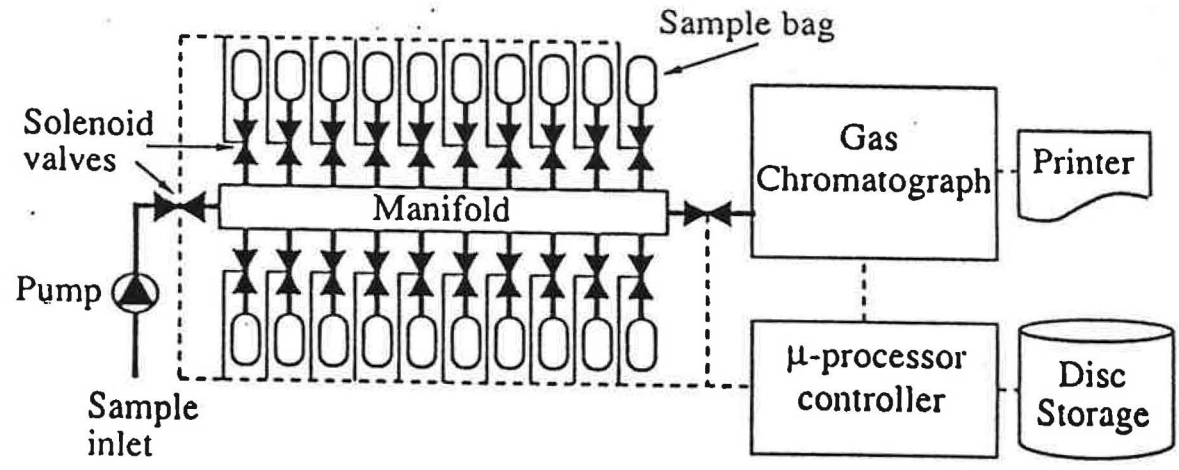 Sample bag
Solenoid
valves
Gas
Chromatograph
Printer
Manifold
Pump
μ-processor
controller
Disc
Storage
Sample
inlet